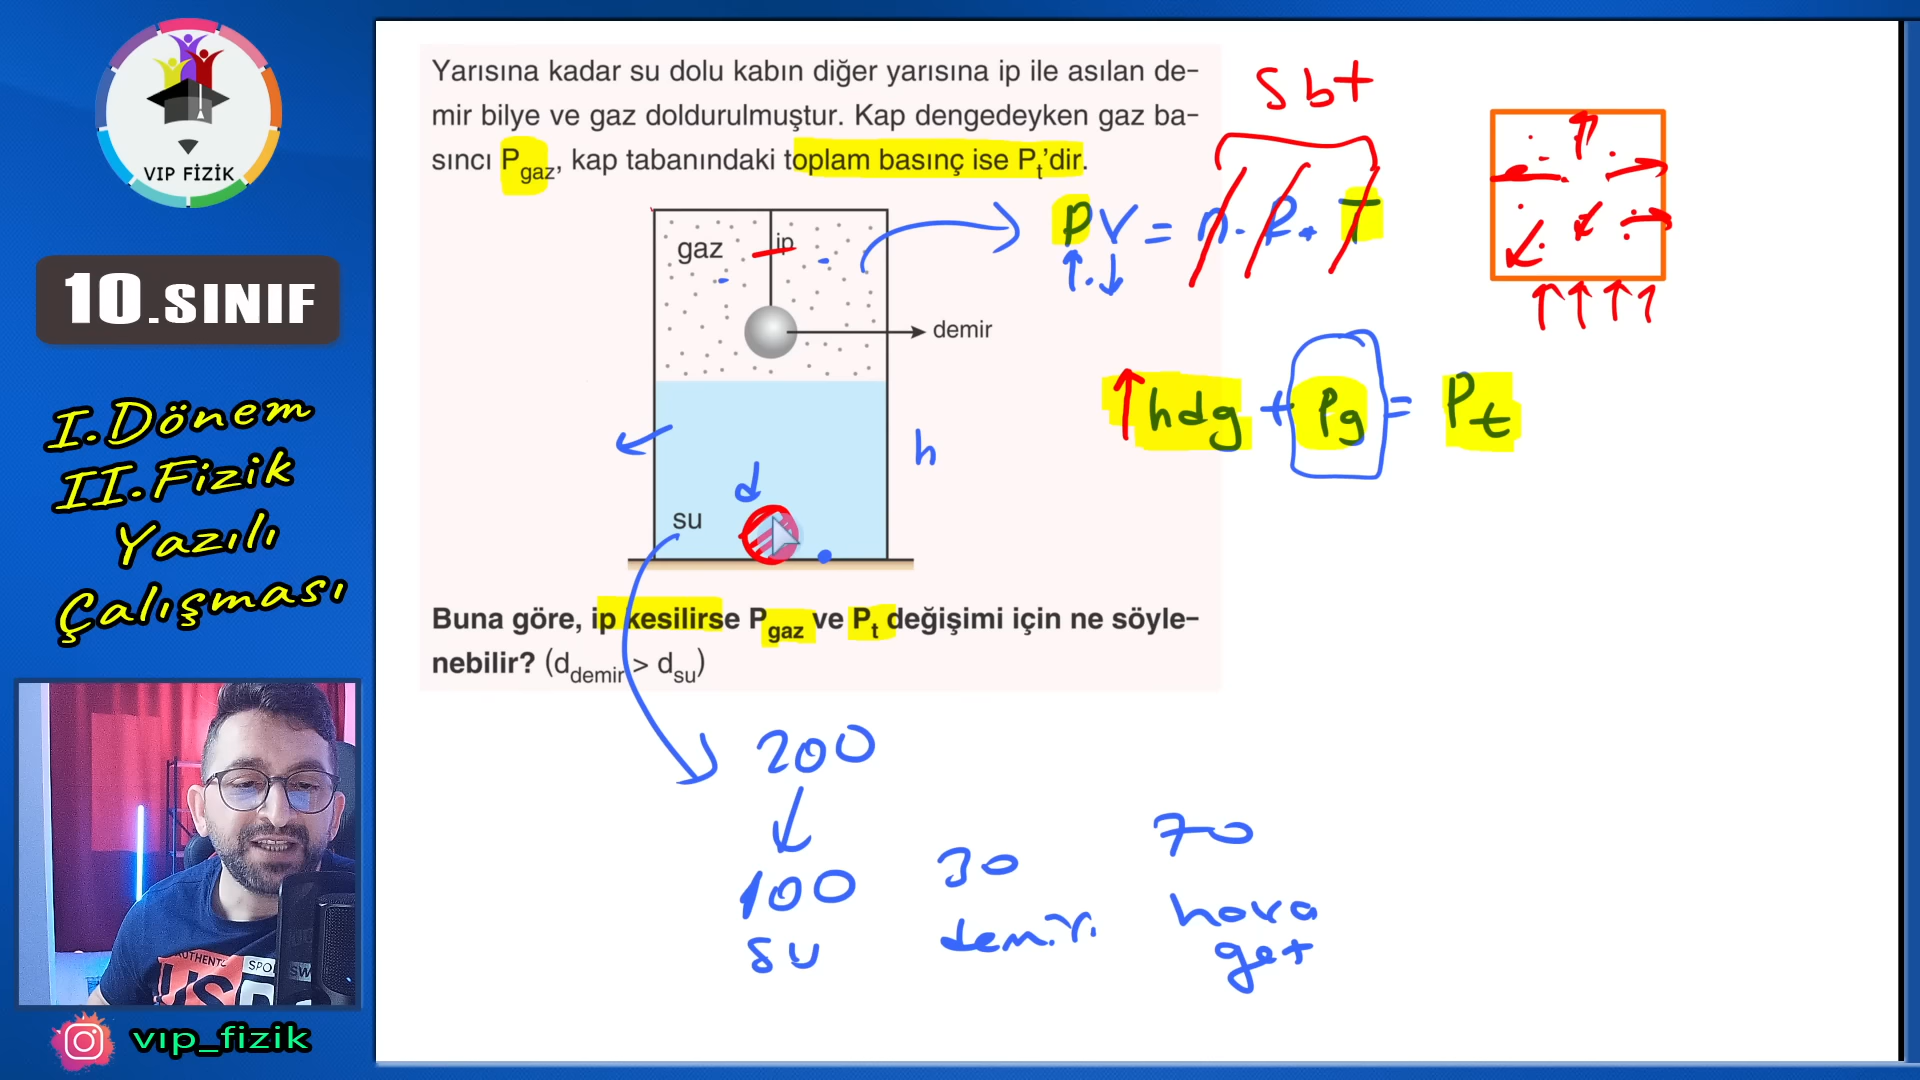 VIP FİZİK
10.SINIF
I.Dönem
II.Fizik
Yazılı
Çalışması
vıp_fizik
Yarısına kadar su dolu kabın diğer yarısına ip ile asılan de-
mir bilye ve gaz doldurulmuştur. Kap dengedeyken gaz ba-
sıncı Pgaz, kap tabanındaki toplam basınç ise Pt'dir.
gaz
ip
demir
su
d
h
Sbt
PV = n. R. T
hdg + Pg = Pt
Buna göre, ip kesilirse Pgaz ve Pt değişimi için ne söyle-
nebilir? (ddemir > dsu)
200
100 30 70
su demir hava